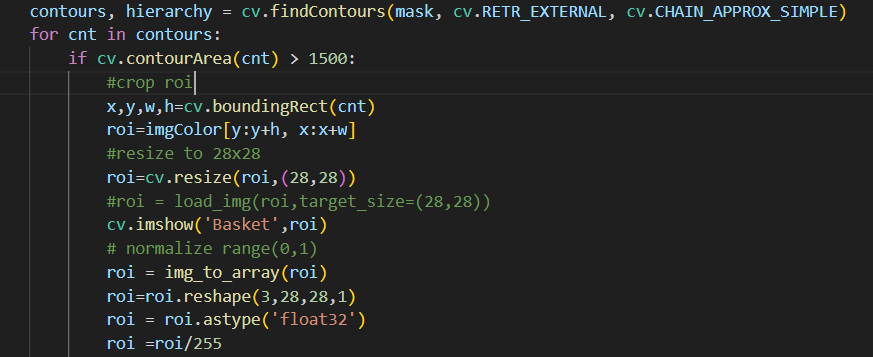 contours, hierarchy = cv.findContours(mask, cv.RETR_EXTERNAL, cv.CHAIN_APPROX_SIMPLE)
for cnt in contours:
    if cv.contourArea(cnt) > 1500:
        #crop roi
        x,y,w,h=cv.boundingRect(cnt)
        roi=imgColor[y:y+h, x:x+w]
        #resize to 28x28
        roi=cv.resize(roi,(28,28))
        #roi = load_img(roi,target_size=(28,28))
        cv.imshow('Basket',roi)
        # normalize range(0,1)
        roi = img_to_array(roi)
        roi=roi.reshape(3,28,28,1)
        roi = roi.astype('float32')
        roi =roi/255